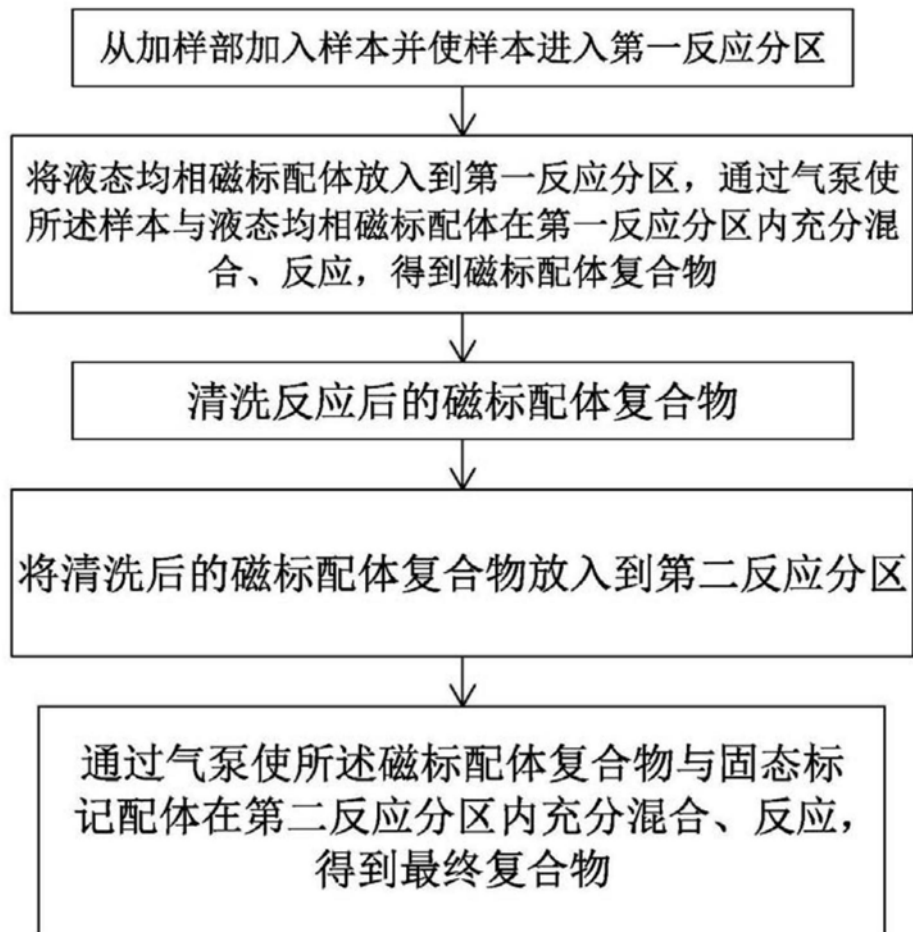 从加样部加入样本并使样本进入第一反应分区
将液态均相磁标配体放入到第一反应分区，通过气泵使
所述样本与液态均相磁标配体在第一反应分区内充分混
合、反应，得到磁标配体复合物
清洗反应后的磁标配体复合物
将清洗后的磁标配体复合物放入到第二反应分区
通过气泵使所述磁标配体复合物与固态标
记配体在第二反应分区内充分混合、反应，
得到最终复合物